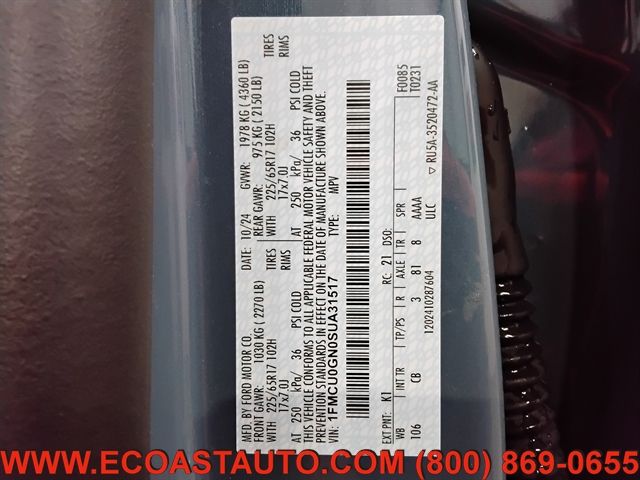 MFD. BY FORD MOTOR CO.
DATE: 10/24 GVWR: 1978 KG ( 4360 LB)
FRONT GAWR: 1030 KG ( 2270 LB) REAR GAWR: 975 KG ( 2150 LB)
WITH 225/65R17 102H TIRES WITH 225/65R17 102H TIRES
17x7.0J RIMS 17x7.0J RIMS
AT 250 kPa/ 36 PSI COLD AT 250 kPa/ 36 PSI COLD
THIS VEHICLE CONFORMS TO ALL APPLICABLE FEDERAL MOTOR VEHICLE SAFETY AND THEFT
PREVENTION STANDARDS IN EFFECT ON THE DATE OF MANUFACTURE SHOWN ABOVE.
VIN: 1FMCU0GN0SUA31517
TYPE: MPV
F0085
T0231
EXT PNT: K1 RC: 21 DSO:
WB INT TR TP/PS R AXLE TR SPR
106 CB 3 81 8 AAAA
1202410287604 ULC
▽ RU5A-3520472-AA
WWW.ECOASTAUTO.COM (800) 869-0655